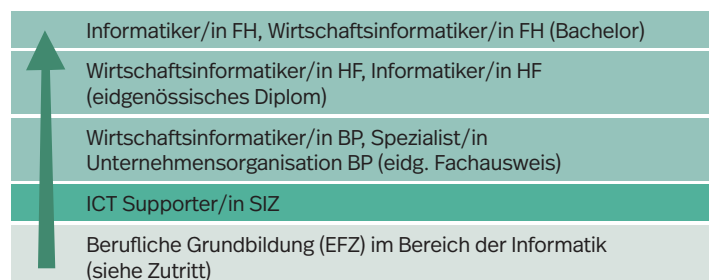 Informatiker/in FH, Wirtschaftsinformatiker/in FH (Bachelor)
Wirtschaftsinformatiker/in HF, Informatiker/in HF
(eidgenössisches Diplom)
Wirtschaftsinformatiker/in BP, Spezialist/in
Unternehmensorganisation BP (eidg. Fachausweis)
ICT Supporter/in SIZ
Berufliche Grundbildung (EFZ) im Bereich der Informatik
(siehe Zutritt)